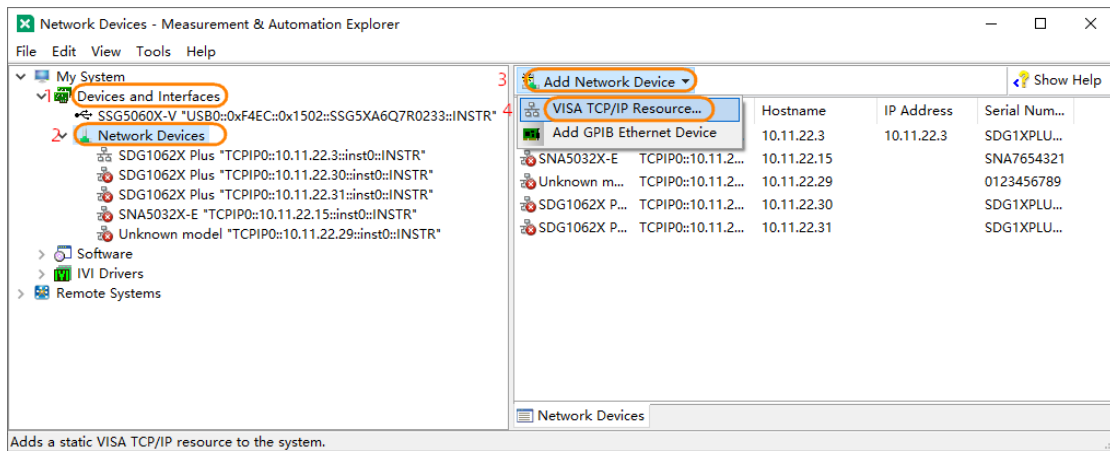 Network Devices - Measurement & Automation Explorer
File Edit View Tools Help
My System
1 Devices and Interfaces
SSG5060X-V "USB0::0xF4EC::0x1502::SSG5XA6Q7R0233::INSTR"
2 Network Devices
SDG1062X Plus "TCPIP0::10.11.22.3::inst0::INSTR"
SDG1062X Plus "TCPIP0::10.11.22.30::inst0::INSTR"
SDG1062X Plus "TCPIP0::10.11.22.31::inst0::INSTR"
SNA5032X-E "TCPIP0::10.11.22.15::inst0::INSTR"
Unknown model "TCPIP0::10.11.22.29::inst0::INSTR"
Software
IVI Drivers
Remote Systems
3 Add Network Device Show Help
4 VISA TCP/IP Resource...
Add GPIB Ethernet Device
Hostname IP Address Serial Num...
10.11.22.3 10.11.22.3 SDG1XPLU...
SNA5032X-E TCPIP0::10.11.2... 10.11.22.15 SNA7654321
Unknown m... TCPIP0::10.11.2... 10.11.22.29 0123456789
SDG1062X P... TCPIP0::10.11.2... 10.11.22.30 SDG1XPLU...
SDG1062X P... TCPIP0::10.11.2... 10.11.22.31 SDG1XPLU...
Network Devices
Adds a static VISA TCP/IP resource to the system.